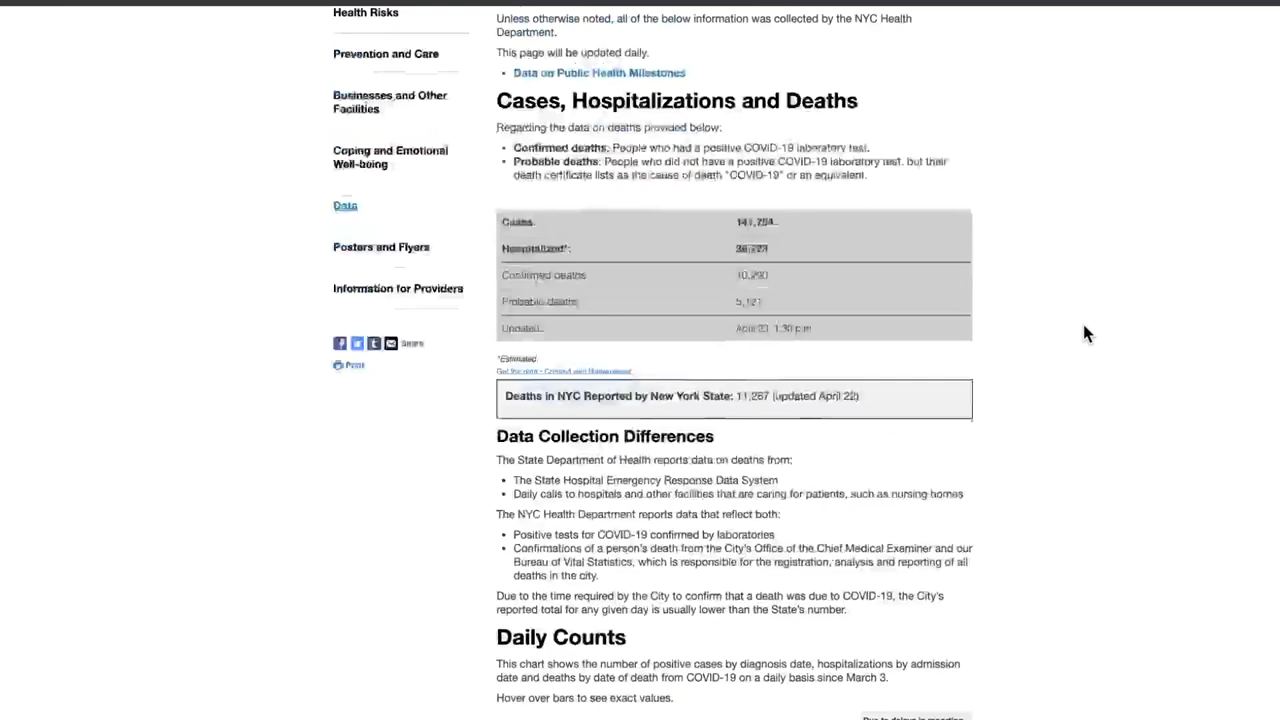 Health Risks
Prevention and Care
Businesses and Other
Facilities
Coping and Emotional
Well-being
Data
Posters and Flyers
Information for Providers
Share
Print
Unless otherwise noted, all of the below information was collected by the NYC Health
Department.
This page will be updated daily.
• Data on Public Health Milestones
Cases, Hospitalizations and Deaths
Regarding the data on deaths provided below:
• Confirmed deaths: People who had a positive COVID-19 laboratory test.
• Probable deaths: People who did not have a positive COVID-19 laboratory test, but their
death certificate lists as the cause of death "COVID-19" or an equivalent.
Cases:
Hospitalized*:
Confirmed deaths
Probable deaths
Updated: 1:30 p.m
*Estimated
Deaths in NYC Reported by New York State: 11,267 (updated April 22)
Data Collection Differences
The State Department of Health reports data on deaths from:
• The State Hospital Emergency Response Data System
• Daily calls to hospitals and other facilities that are caring for patients, such as nursing homes
The NYC Health Department reports data that reflect both:
• Positive tests for COVID-19 confirmed by laboratories
• Confirmations of a person's death from the City's Office of the Chief Medical Examiner and our
Bureau of Vital Statistics, which is responsible for the registration, analysis and reporting of all
deaths in the city.
Due to the time required by the City to confirm that a death was due to COVID-19, the City's
reported total for any given day is usually lower than the State's number.
Daily Counts
This chart shows the number of positive cases by diagnosis date, hospitalizations by admission
date and deaths by date of death from COVID-19 on a daily basis since March 3.
Hover over bars to see exact values.
Due to delays in reporting,